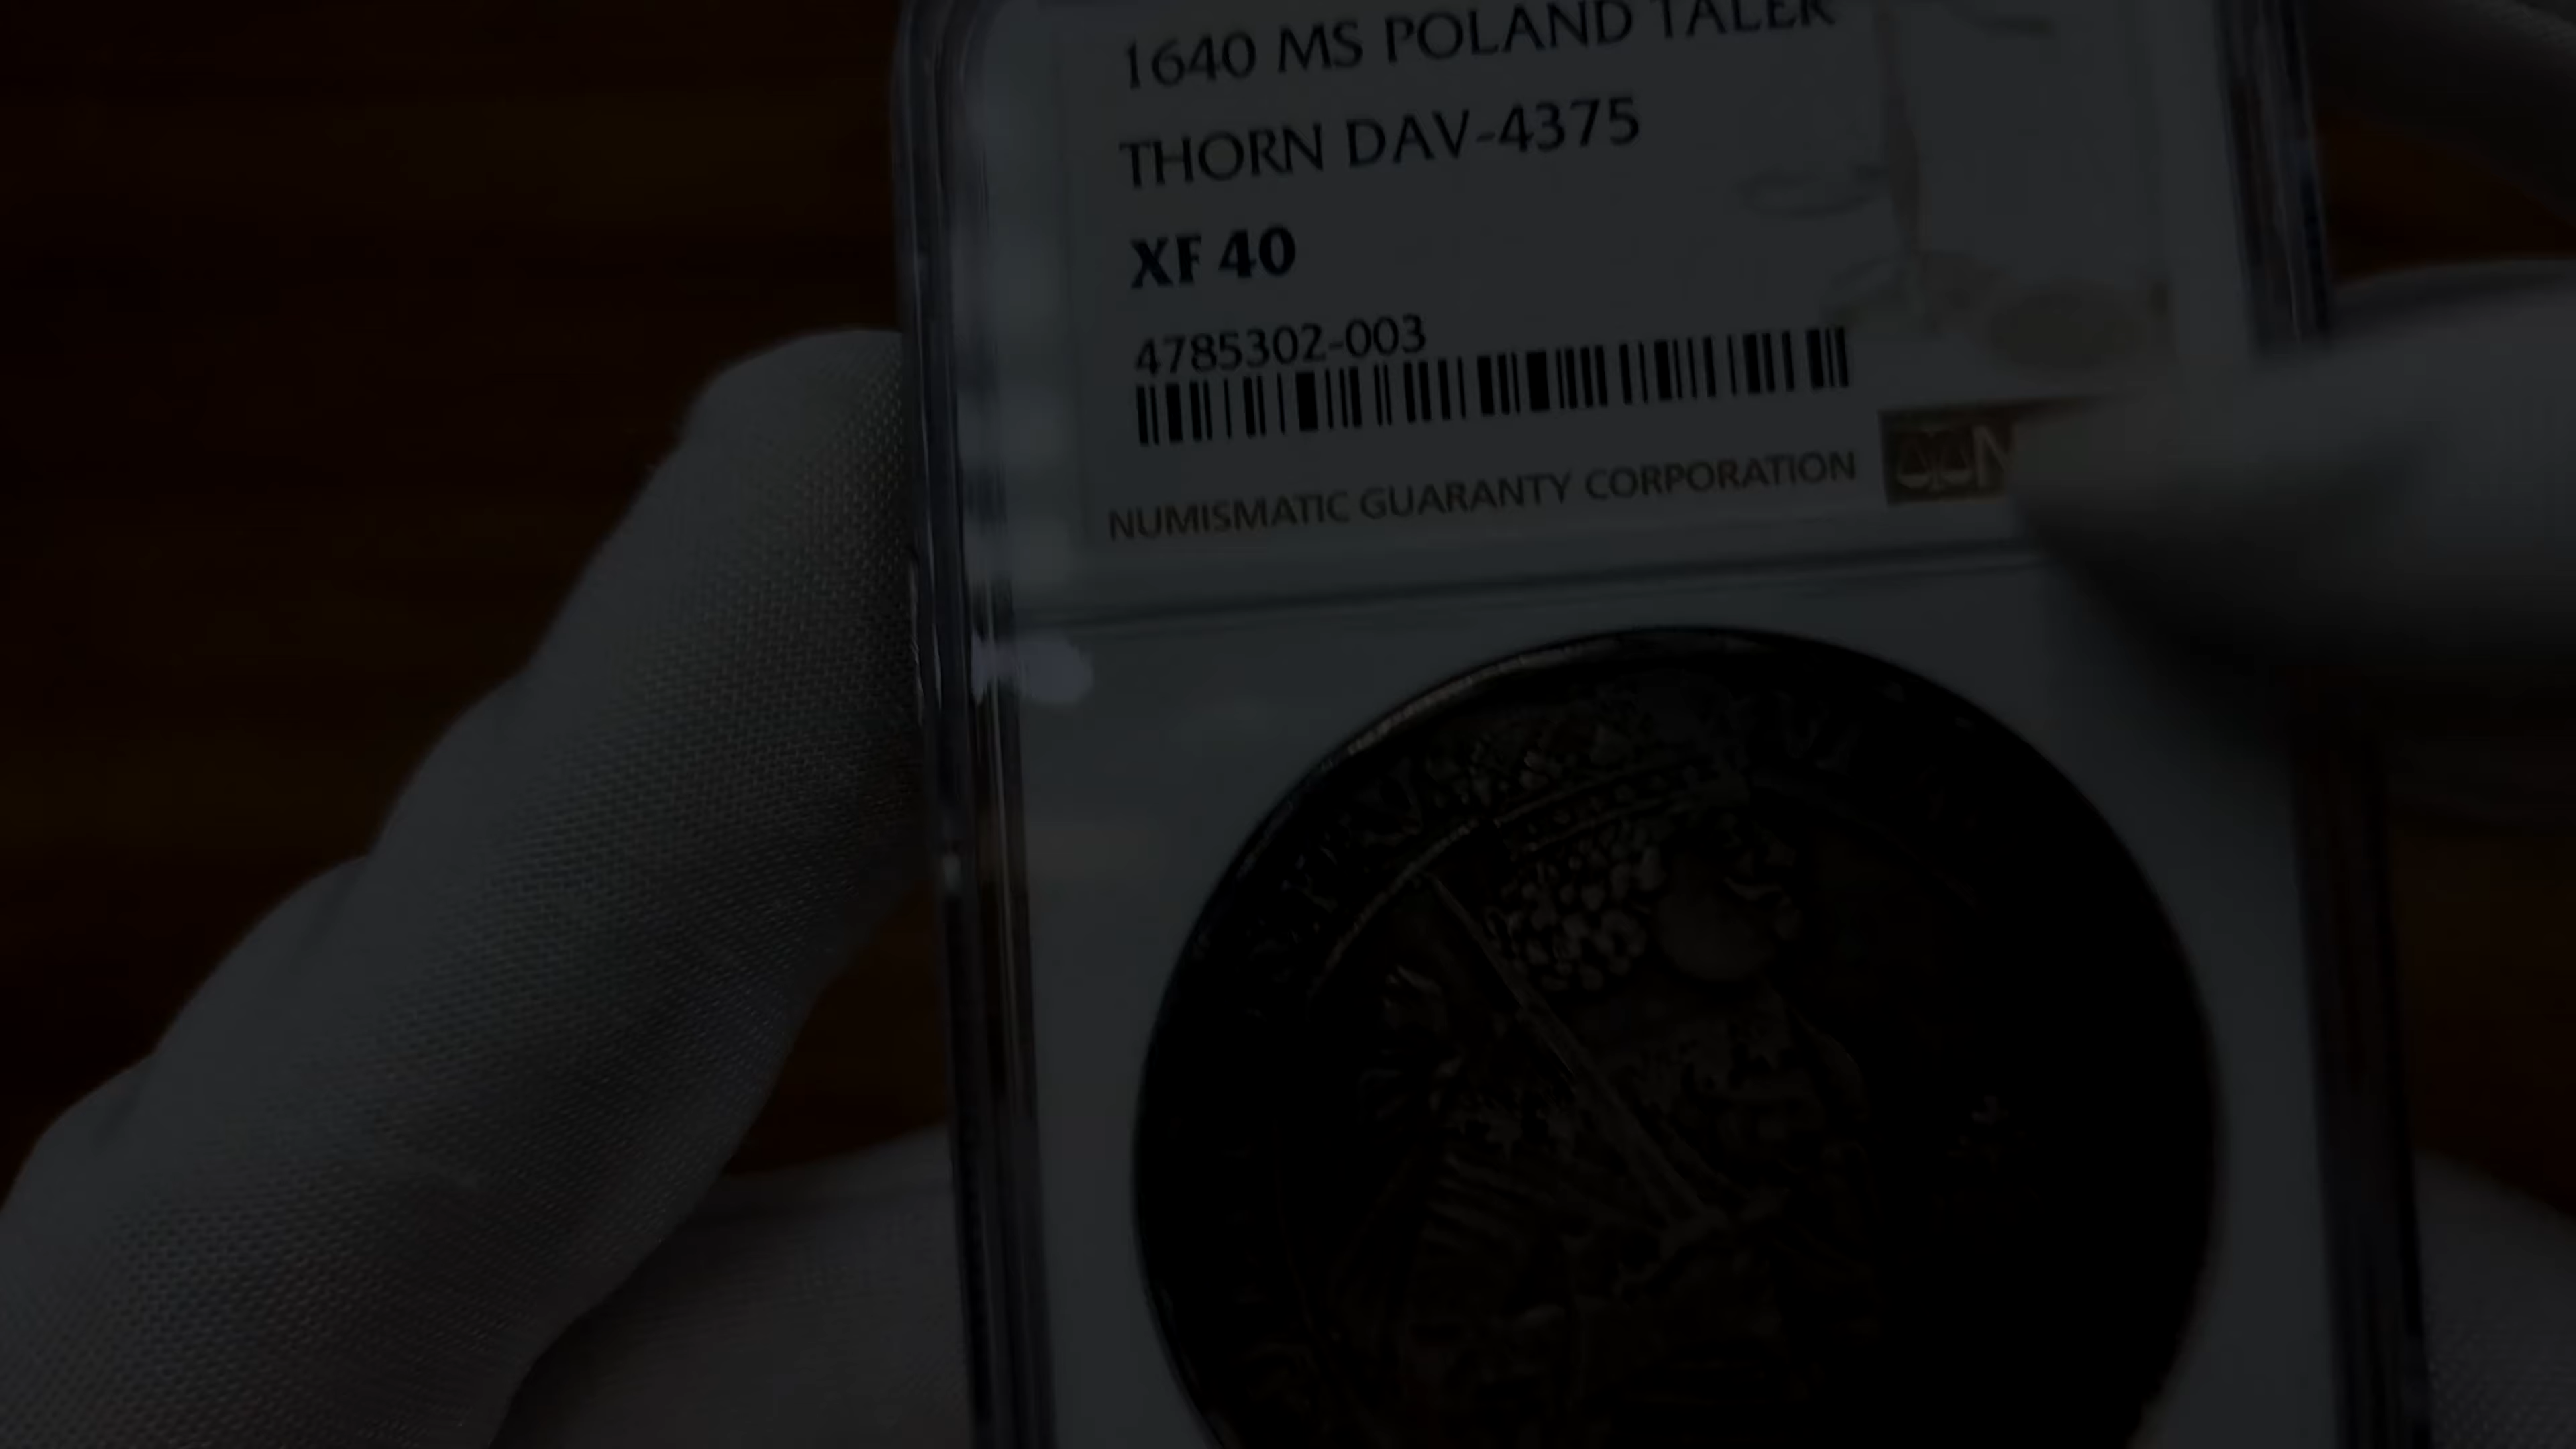 1640 MS POLAND TALER
THORN DAV-4375
XF 40
4785302-003
NUMISMATIC GUARANTY CORPORATION